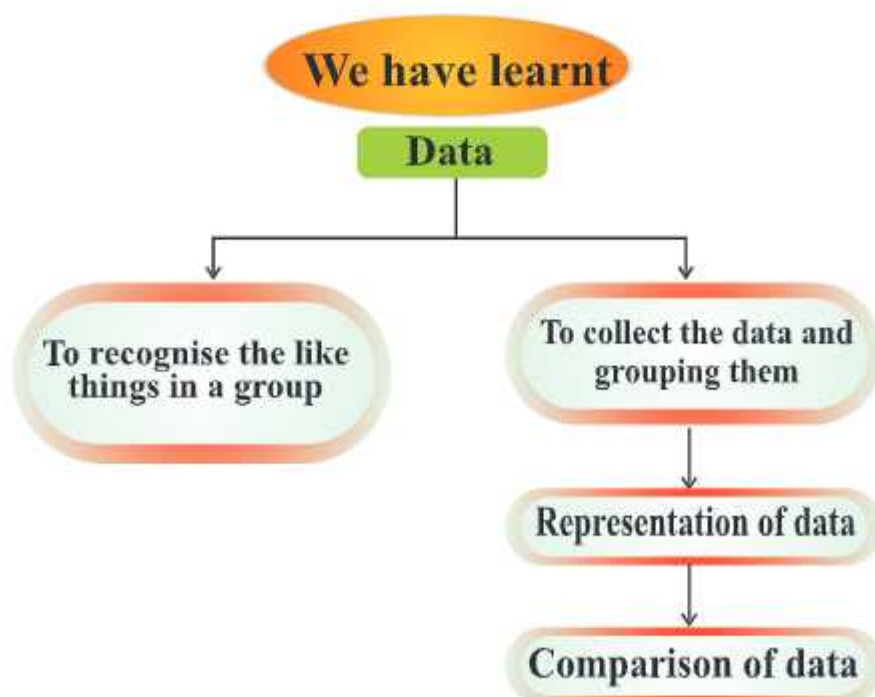 We have learnt
Data
To recognise the like
things in a group
To collect the data and
grouping them
Representation of data
Comparison of data